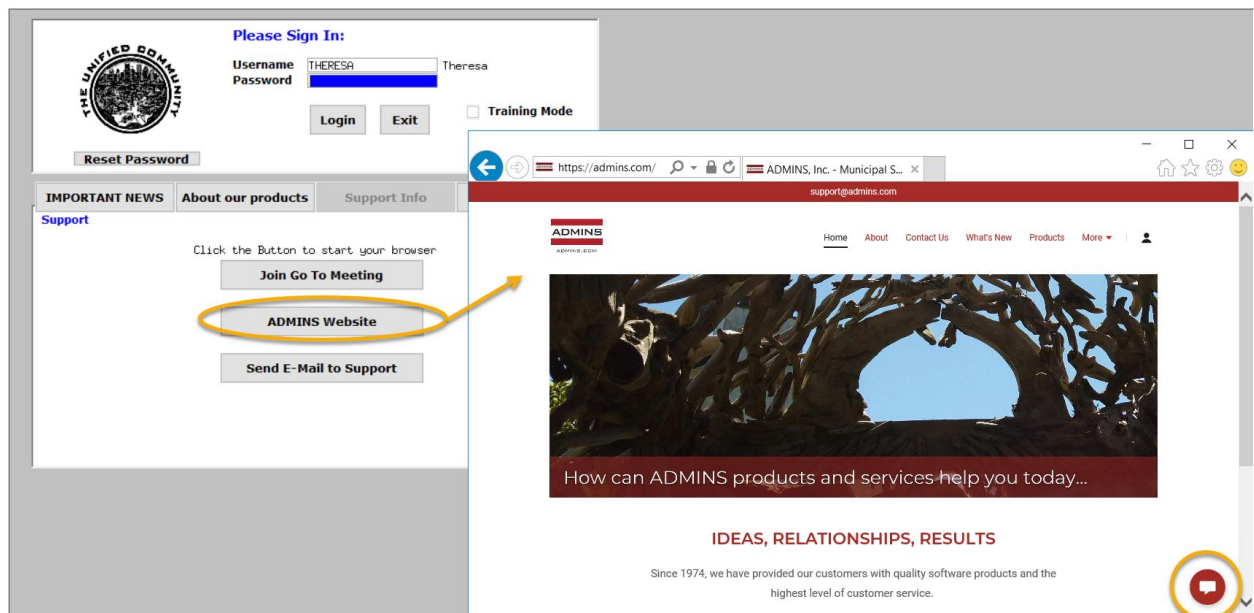 THE UNIFIED COMMUNITY
Please Sign In:
Username THERESA Theresa
Password
Login Exit Training Mode
Reset Password
IMPORTANT NEWS About our products Support Info
Support
Click the Button to start your browser
Join Go To Meeting
ADMINS Website
Send E-Mail to Support
https://admins.com/ ADMINS, Inc. - Municipal S...
support@admins.com
ADMINS
ADMINS.COM
Home About Contact Us What's New Products More
How can ADMINS products and services help you today...
IDEAS, RELATIONSHIPS, RESULTS
Since 1974, we have provided our customers with quality software products and the
highest level of customer service.